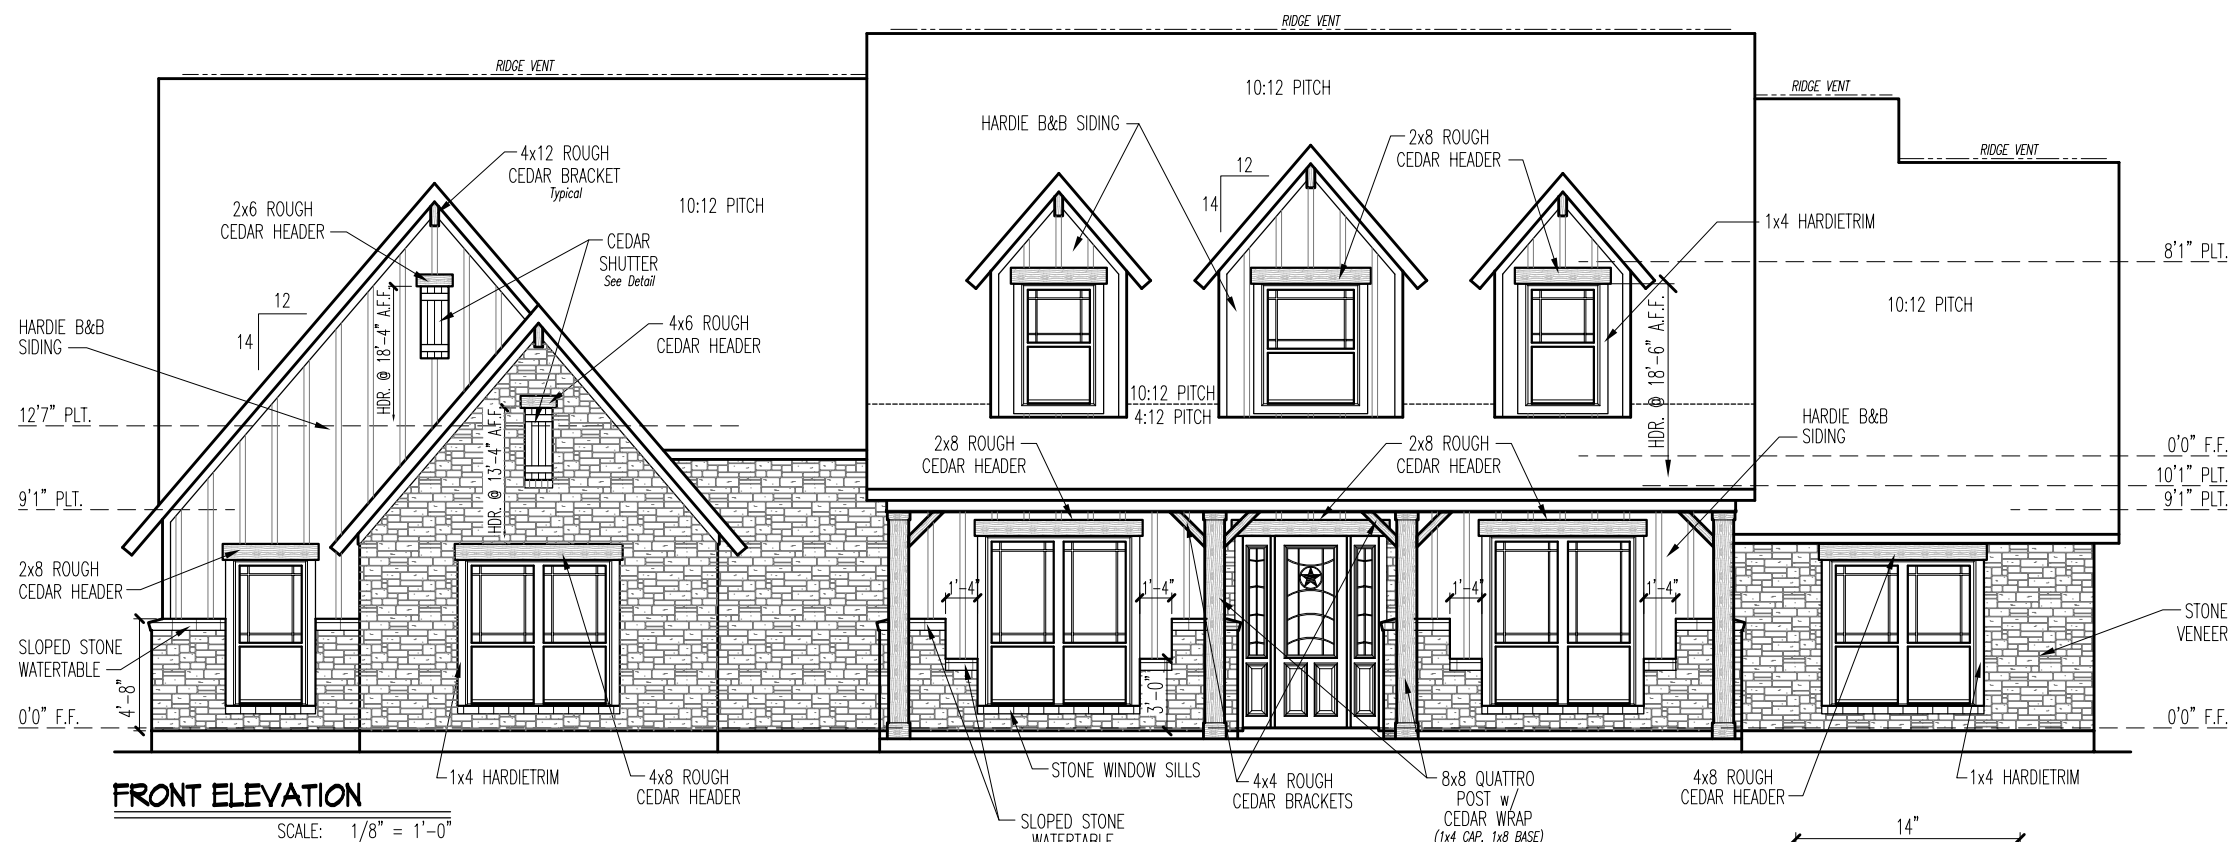 RIDGE VENT
RIDGE VENT
RIDGE VENT
RIDGE VENT
10:12 PITCH
HARDIE B&B SIDING
2x8 ROUGH
CEDAR HEADER
12
14
4x12 ROUGH
CEDAR BRACKET
Typical
2x6 ROUGH
CEDAR HEADER
10:12 PITCH
CEDAR
SHUTTER
See Detail
1x4 HARDIETRIM
8'1" PLT.
12
14
HARDIE B&B
SIDING
HDR. @ 18'-4" A.F.F.
4x6 ROUGH
CEDAR HEADER
10:12 PITCH
HDR. @ 18'-6" A.F.F.
10:12 PITCH
4:12 PITCH
12'7" PLT.
HDR. @ 13'-4" A.F.F.
HARDIE B&B
SIDING
2x8 ROUGH
CEDAR HEADER
2x8 ROUGH
CEDAR HEADER
0'0" F.F.
10'1" PLT.
9'1" PLT.
9'1" PLT.
2x8 ROUGH
CEDAR HEADER
1'-4"
1'-4"
1'-4"
1'-4"
STONE
VENEER
SLOPED STONE
WATERTABLE
4'-8"
3'-0"
0'0" F.F.
0'0" F.F.
1x4 HARDIETRIM
4x8 ROUGH
CEDAR HEADER
STONE WINDOW SILLS
4x4 ROUGH
CEDAR BRACKETS
8x8 QUATTRO
POST w/
CEDAR WRAP
(1x4 CAP, 1x8 BASE)
4x8 ROUGH
CEDAR HEADER
1x4 HARDIETRIM
SLOPED STONE
WATERTABLE
14"
FRONT ELEVATION
SCALE: 1/8" = 1'-0"